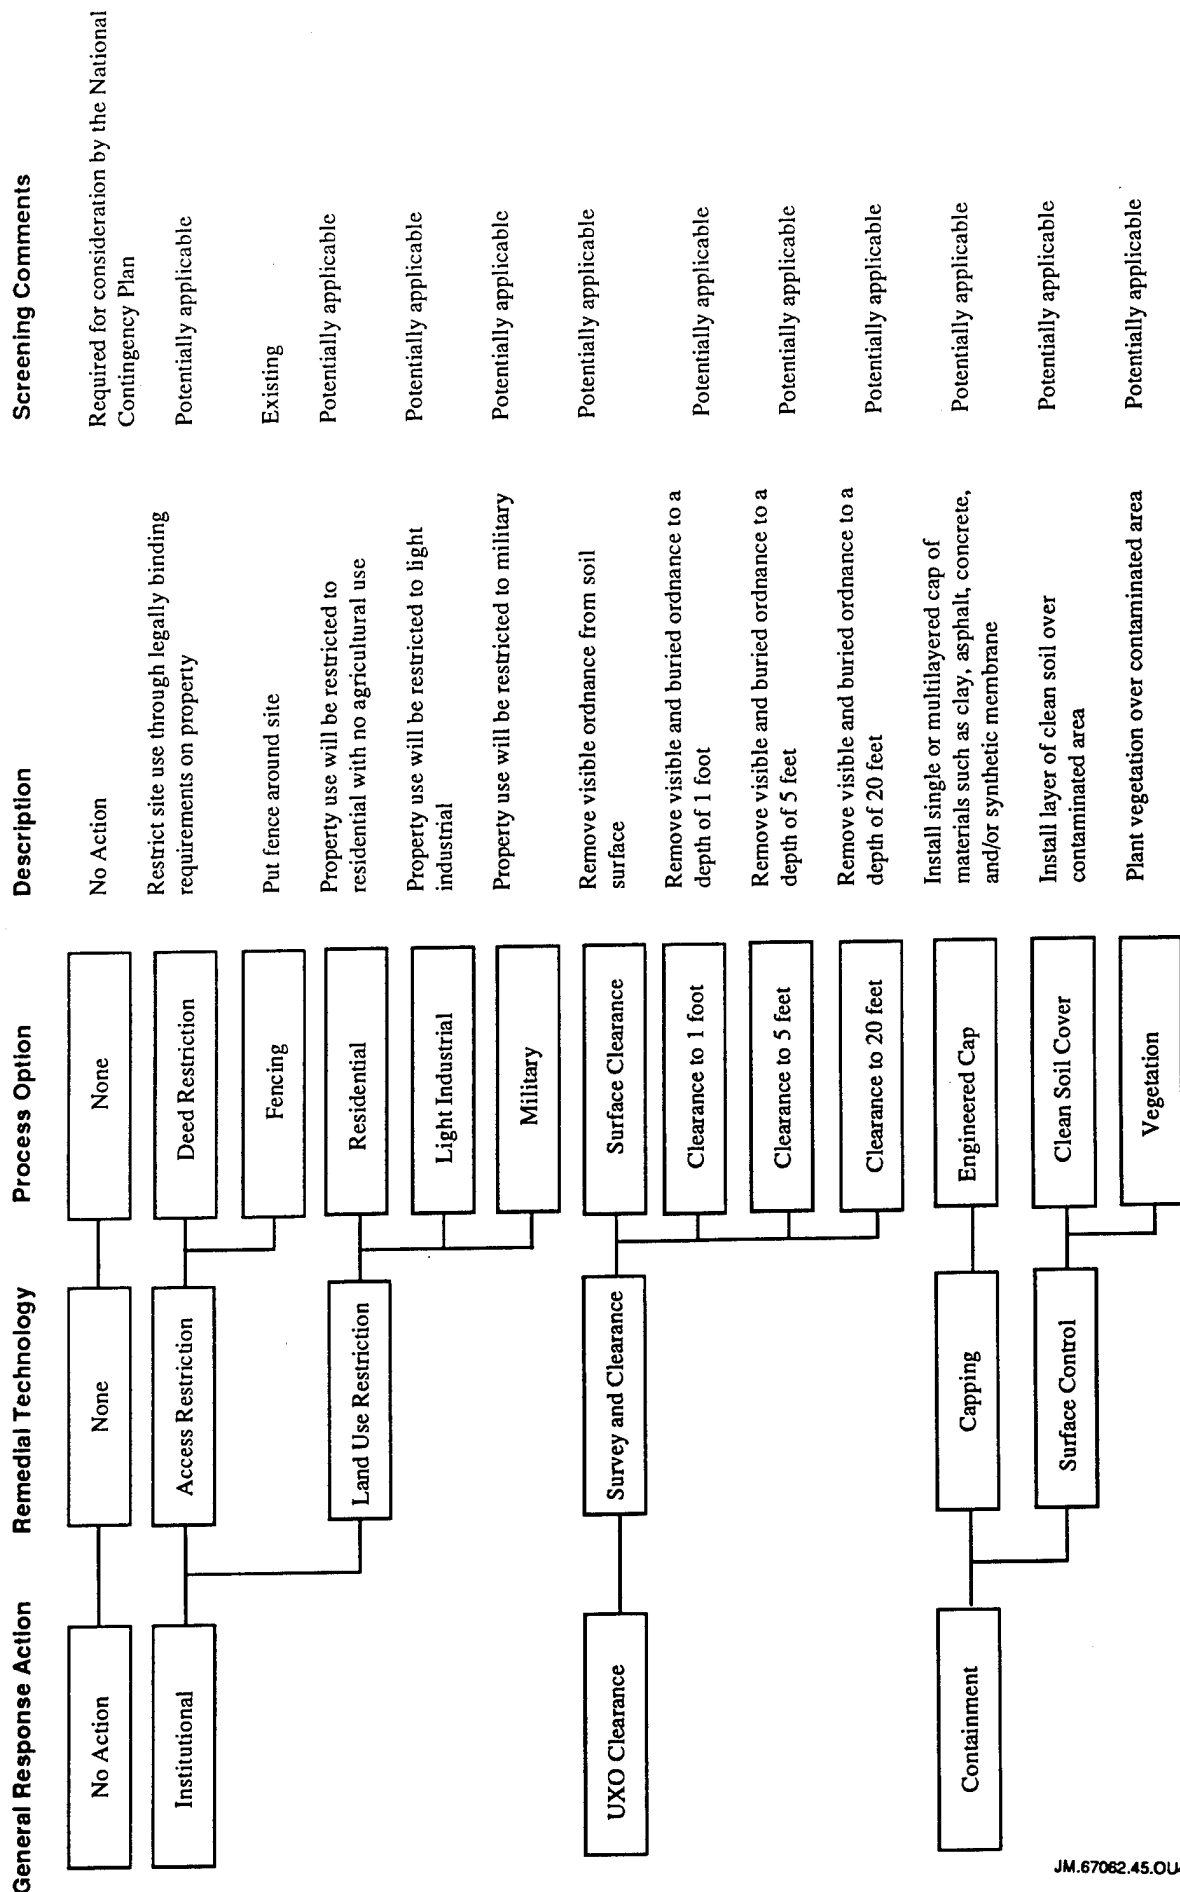 General Response Action
Remedial Technology
Process Option
Description
Screening Comments
No Action
None
None
No Action
Required for consideration by the National
Contingency Plan
Institutional
Access Restriction
Deed Restriction
Restrict site use through legally binding
requirements on property
Potentially applicable
Fencing
Put fence around site
Existing
Land Use Restriction
Residential
Property use will be restricted to
residential with no agricultural use
Potentially applicable
Light Industrial
Property use will be restricted to light
industrial
Potentially applicable
Military
Property use will be restricted to military
Potentially applicable
UXO Clearance
Survey and Clearance
Surface Clearance
Remove visible ordnance from soil
surface
Potentially applicable
Clearance to 1 foot
Remove visible and buried ordnance to a
depth of 1 foot
Potentially applicable
Clearance to 5 feet
Remove visible and buried ordnance to a
depth of 5 feet
Potentially applicable
Clearance to 20 feet
Remove visible and buried ordnance to a
depth of 20 feet
Potentially applicable
Containment
Capping
Engineered Cap
Install single or multilayered cap of
materials such as clay, asphalt, concrete,
and/or synthetic membrane
Potentially applicable
Surface Control
Clean Soil Cover
Install layer of clean soil over
contaminated area
Potentially applicable
Vegetation
Plant vegetation over contaminated area
Potentially applicable
JM.67062.45.OU